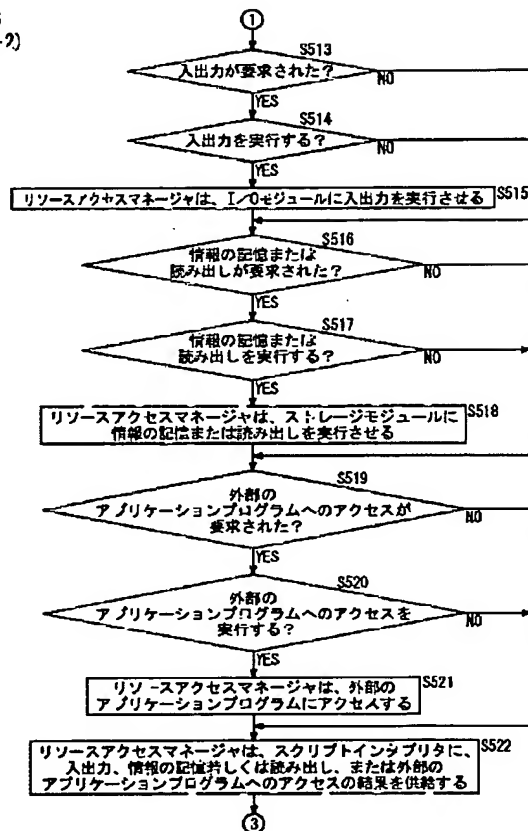 -2)
1
S513
入出力が要求された?
NO
YES
S514
入出力を実行する?
NO
YES
リソースアクセスマネージャは、I/Oモジュールに入出力を実行させる
S515
S516
情報の記憶または
読み出しが要求された?
NO
YES
S517
情報の記憶または
読み出しを実行する?
NO
YES
リソースアクセスマネージャは、ストレージモジュールに
情報の記憶または読み出しを実行させる
S518
S519
外部の
アプリケーションプログラムへのアクセスが
要求された?
NO
YES
S520
外部の
アプリケーションプログラムへのアクセスを
実行する?
NO
YES
リソースアクセスマネージャは、外部の
アプリケーションプログラムにアクセスする
S521
リソースアクセスマネージャは、スクリプトインタプリタに、
入出力、情報の記憶若しくは読み出し、または外部の
アプリケーションプログラムへのアクセスの結果を供給する
S522
3